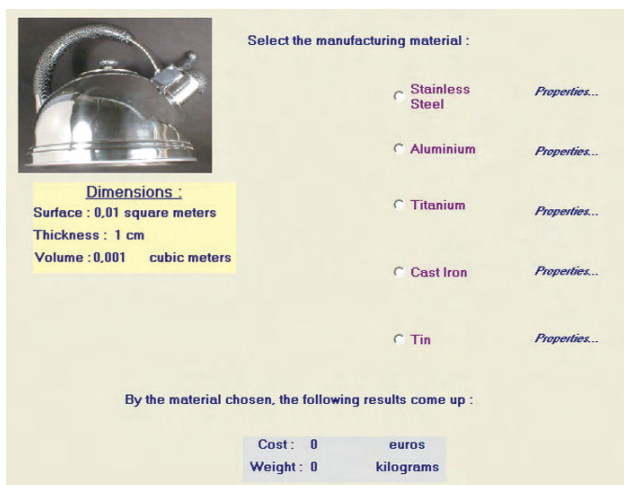 Select the manufacturing material :
Stainless
Steel
Properties...
Aluminium
Properties...
Dimensions :
Surface : 0,01 square meters
Thickness : 1 cm
Volume :0,001 cubic meters
Titanium
Properties...
Cast Iron
Properties...
Tin
Properties...
By the material chosen, the following results come up :
Cost : 0 euros
Weight : 0 kilograms